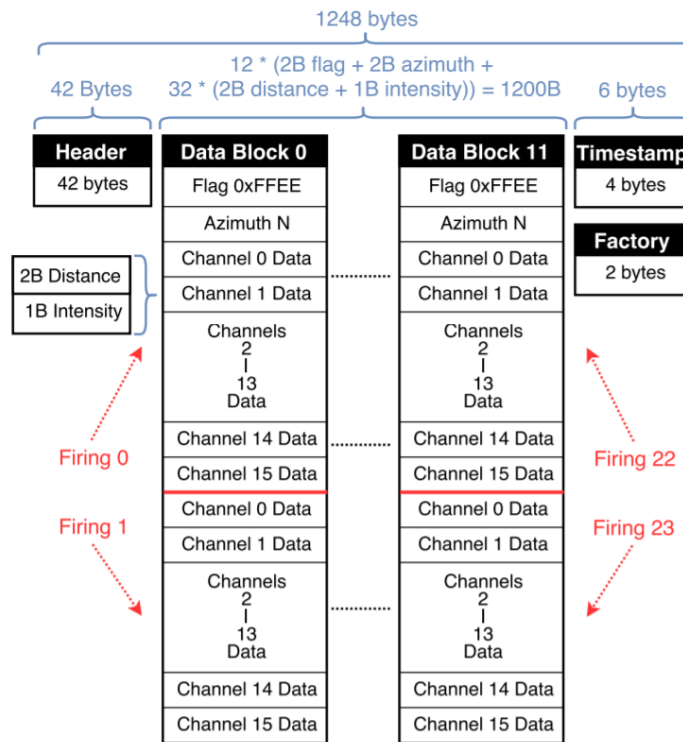 1248 bytes
12 * (2B flag + 2B azimuth +
42 Bytes
32 * (2B distance + 1B intensity)) = 1200B
6 bytes
Header
42 bytes
Data Block 0
Flag 0xFFEE
Azimuth N
Channel 0 Data
Channel 1 Data
Channels
2
13
Data
Channel 14 Data
Channel 15 Data
Channel 0 Data
Channel 1 Data
Channels
2
13
Data
Channel 14 Data
Channel 15 Data
2B Distance
1B Intensity
Firing 0
Firing 1
Data Block 11
Flag 0xFFEE
Azimuth N
Channel 0 Data
Channel 1 Data
Channels
2
13
Data
Channel 14 Data
Channel 15 Data
Channel 0 Data
Channel 1 Data
Channels
2
13
Data
Channel 14 Data
Channel 15 Data
Timestamp
4 bytes
Factory
2 bytes
Firing 22
Firing 23